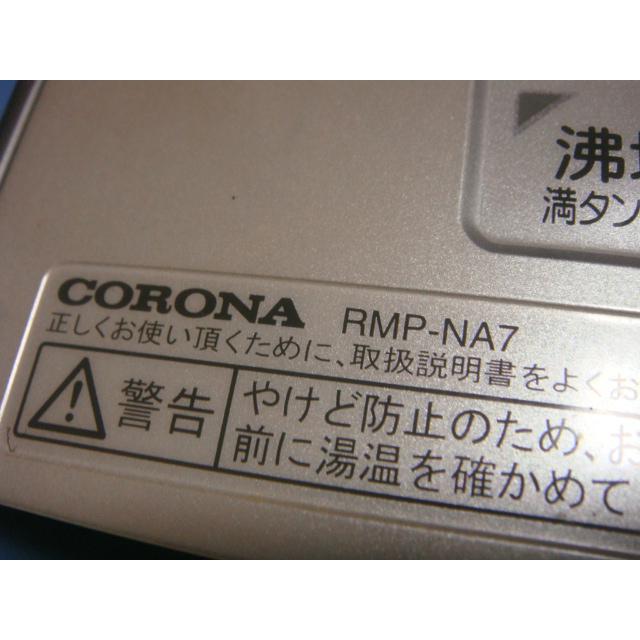 沸
満タン
CORONA RMP-NA7
正しくお使い頂くために、取扱説明書をよくお
警告
やけど防止のため、お
前に湯温を確かめて